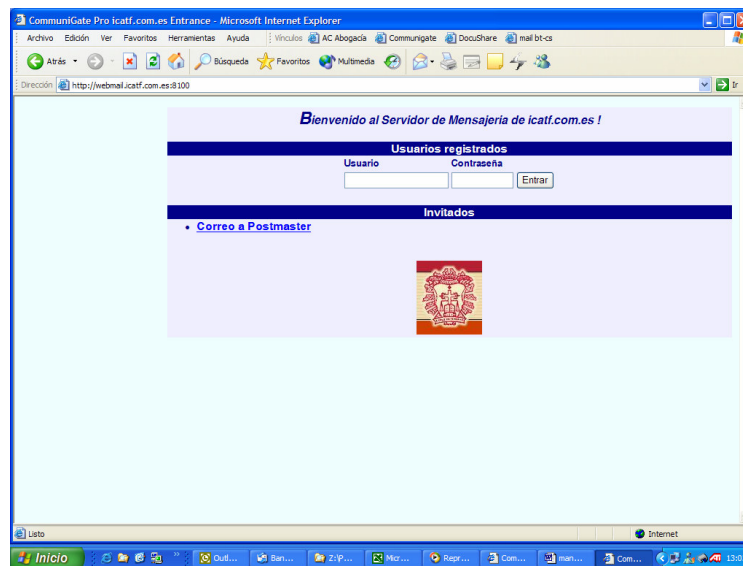 CommuniGate Pro icatf.com.es Entrance - Microsoft Internet Explorer
Archivo Edición Ver Favoritos Herramientas Ayuda Vínculos AC Abogacía Communigate DocuShare mail bt-cs
Atrás Búsqueda Favoritos Multimedia
Dirección http://webmail.icatf.com.es:8100 Ir
Bienvenido al Servidor de Mensajeria de icatf.com.es !
Usuarios registrados
Usuario Contraseña
Entrar
Invitados
Correo a Postmaster
Listo Internet
Inicio Outl... Ban... Z:\P... Micr... Repr... Com... man... Com...